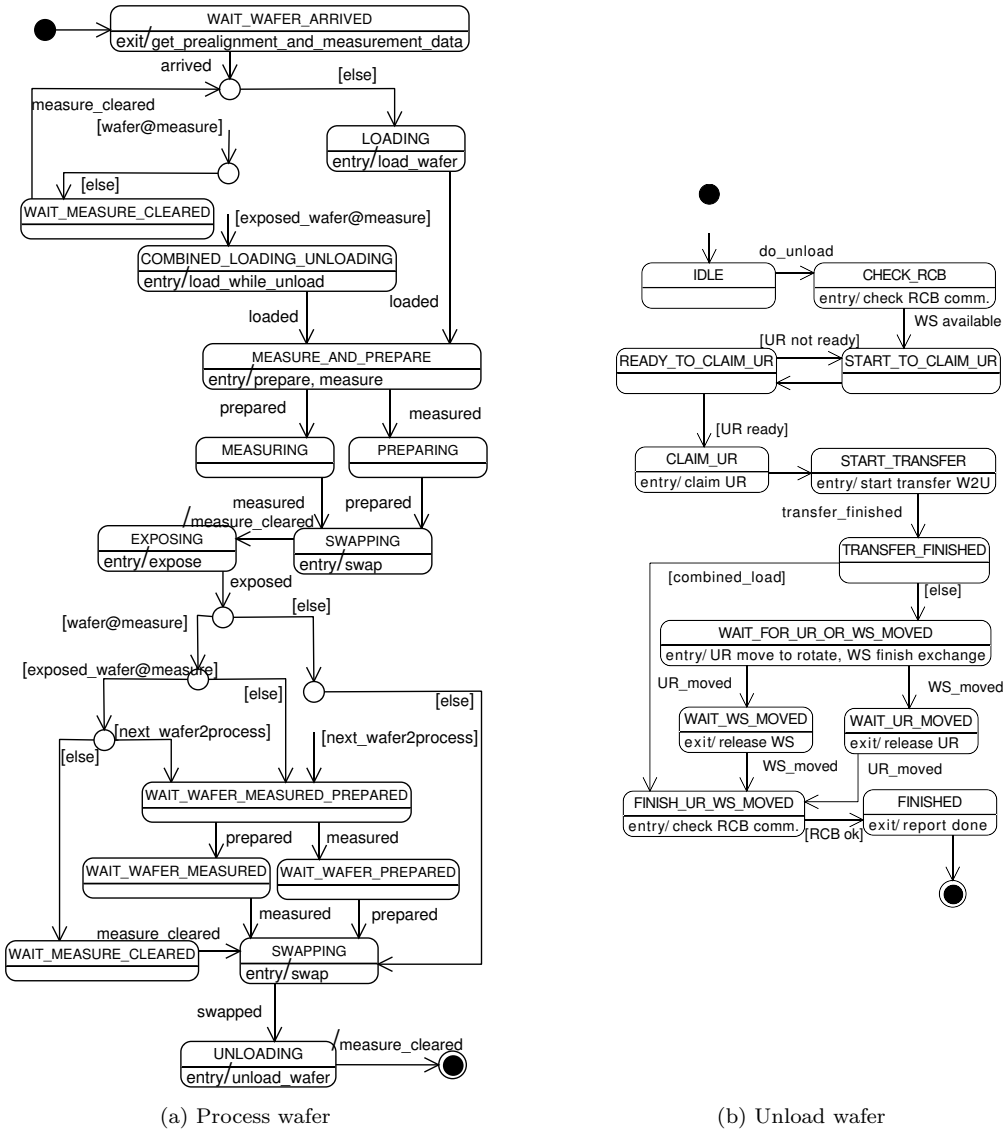 WAIT_WAFER_ARRIVED
exit/get_prealignment_and_measurement_data
arrived
[else]
measure_cleared
[wafer@measure]
LOADING
entry/load_wafer
[else]
WAIT_MEASURE_CLEARED
[exposed_wafer@measure]
COMBINED_LOADING_UNLOADING
entry/load_while_unload
loaded
loaded
MEASURE_AND_PREPARE
entry/prepare, measure
prepared
measured
MEASURING
PREPARING
measured
prepared
/measure_cleared
EXPOSING
entry/expose
SWAPPING
entry/swap
exposed
[else]
[wafer@measure]
[exposed_wafer@measure]
[else]
[else]
[next_wafer2process]
[next_wafer2process]
[else]
WAIT_WAFER_MEASURED_PREPARED
prepared
measured
WAIT_WAFER_MEASURED
WAIT_WAFER_PREPARED
measured
prepared
measure_cleared
WAIT_MEASURE_CLEARED
SWAPPING
entry/swap
swapped
/measure_cleared
UNLOADING
entry/unload_wafer
(a) Process wafer
do_unload
IDLE
CHECK_RCB
entry/ check RCB comm.
WS available
[UR not ready]
READY_TO_CLAIM_UR
START_TO_CLAIM_UR
[UR ready]
CLAIM_UR
entry/ claim UR
START_TRANSFER
entry/ start transfer W2U
transfer_finished
TRANSFER_FINISHED
[combined_load]
[else]
WAIT_FOR_UR_OR_WS_MOVED
entry/ UR move to rotate, WS finish exchange
UR_moved
WS_moved
WAIT_WS_MOVED
exit/ release WS
WAIT_UR_MOVED
exit/ release UR
WS_moved
UR_moved
FINISH_UR_WS_MOVED
entry/ check RCB comm.
[RCB ok]
FINISHED
exit/ report done
(b) Unload wafer